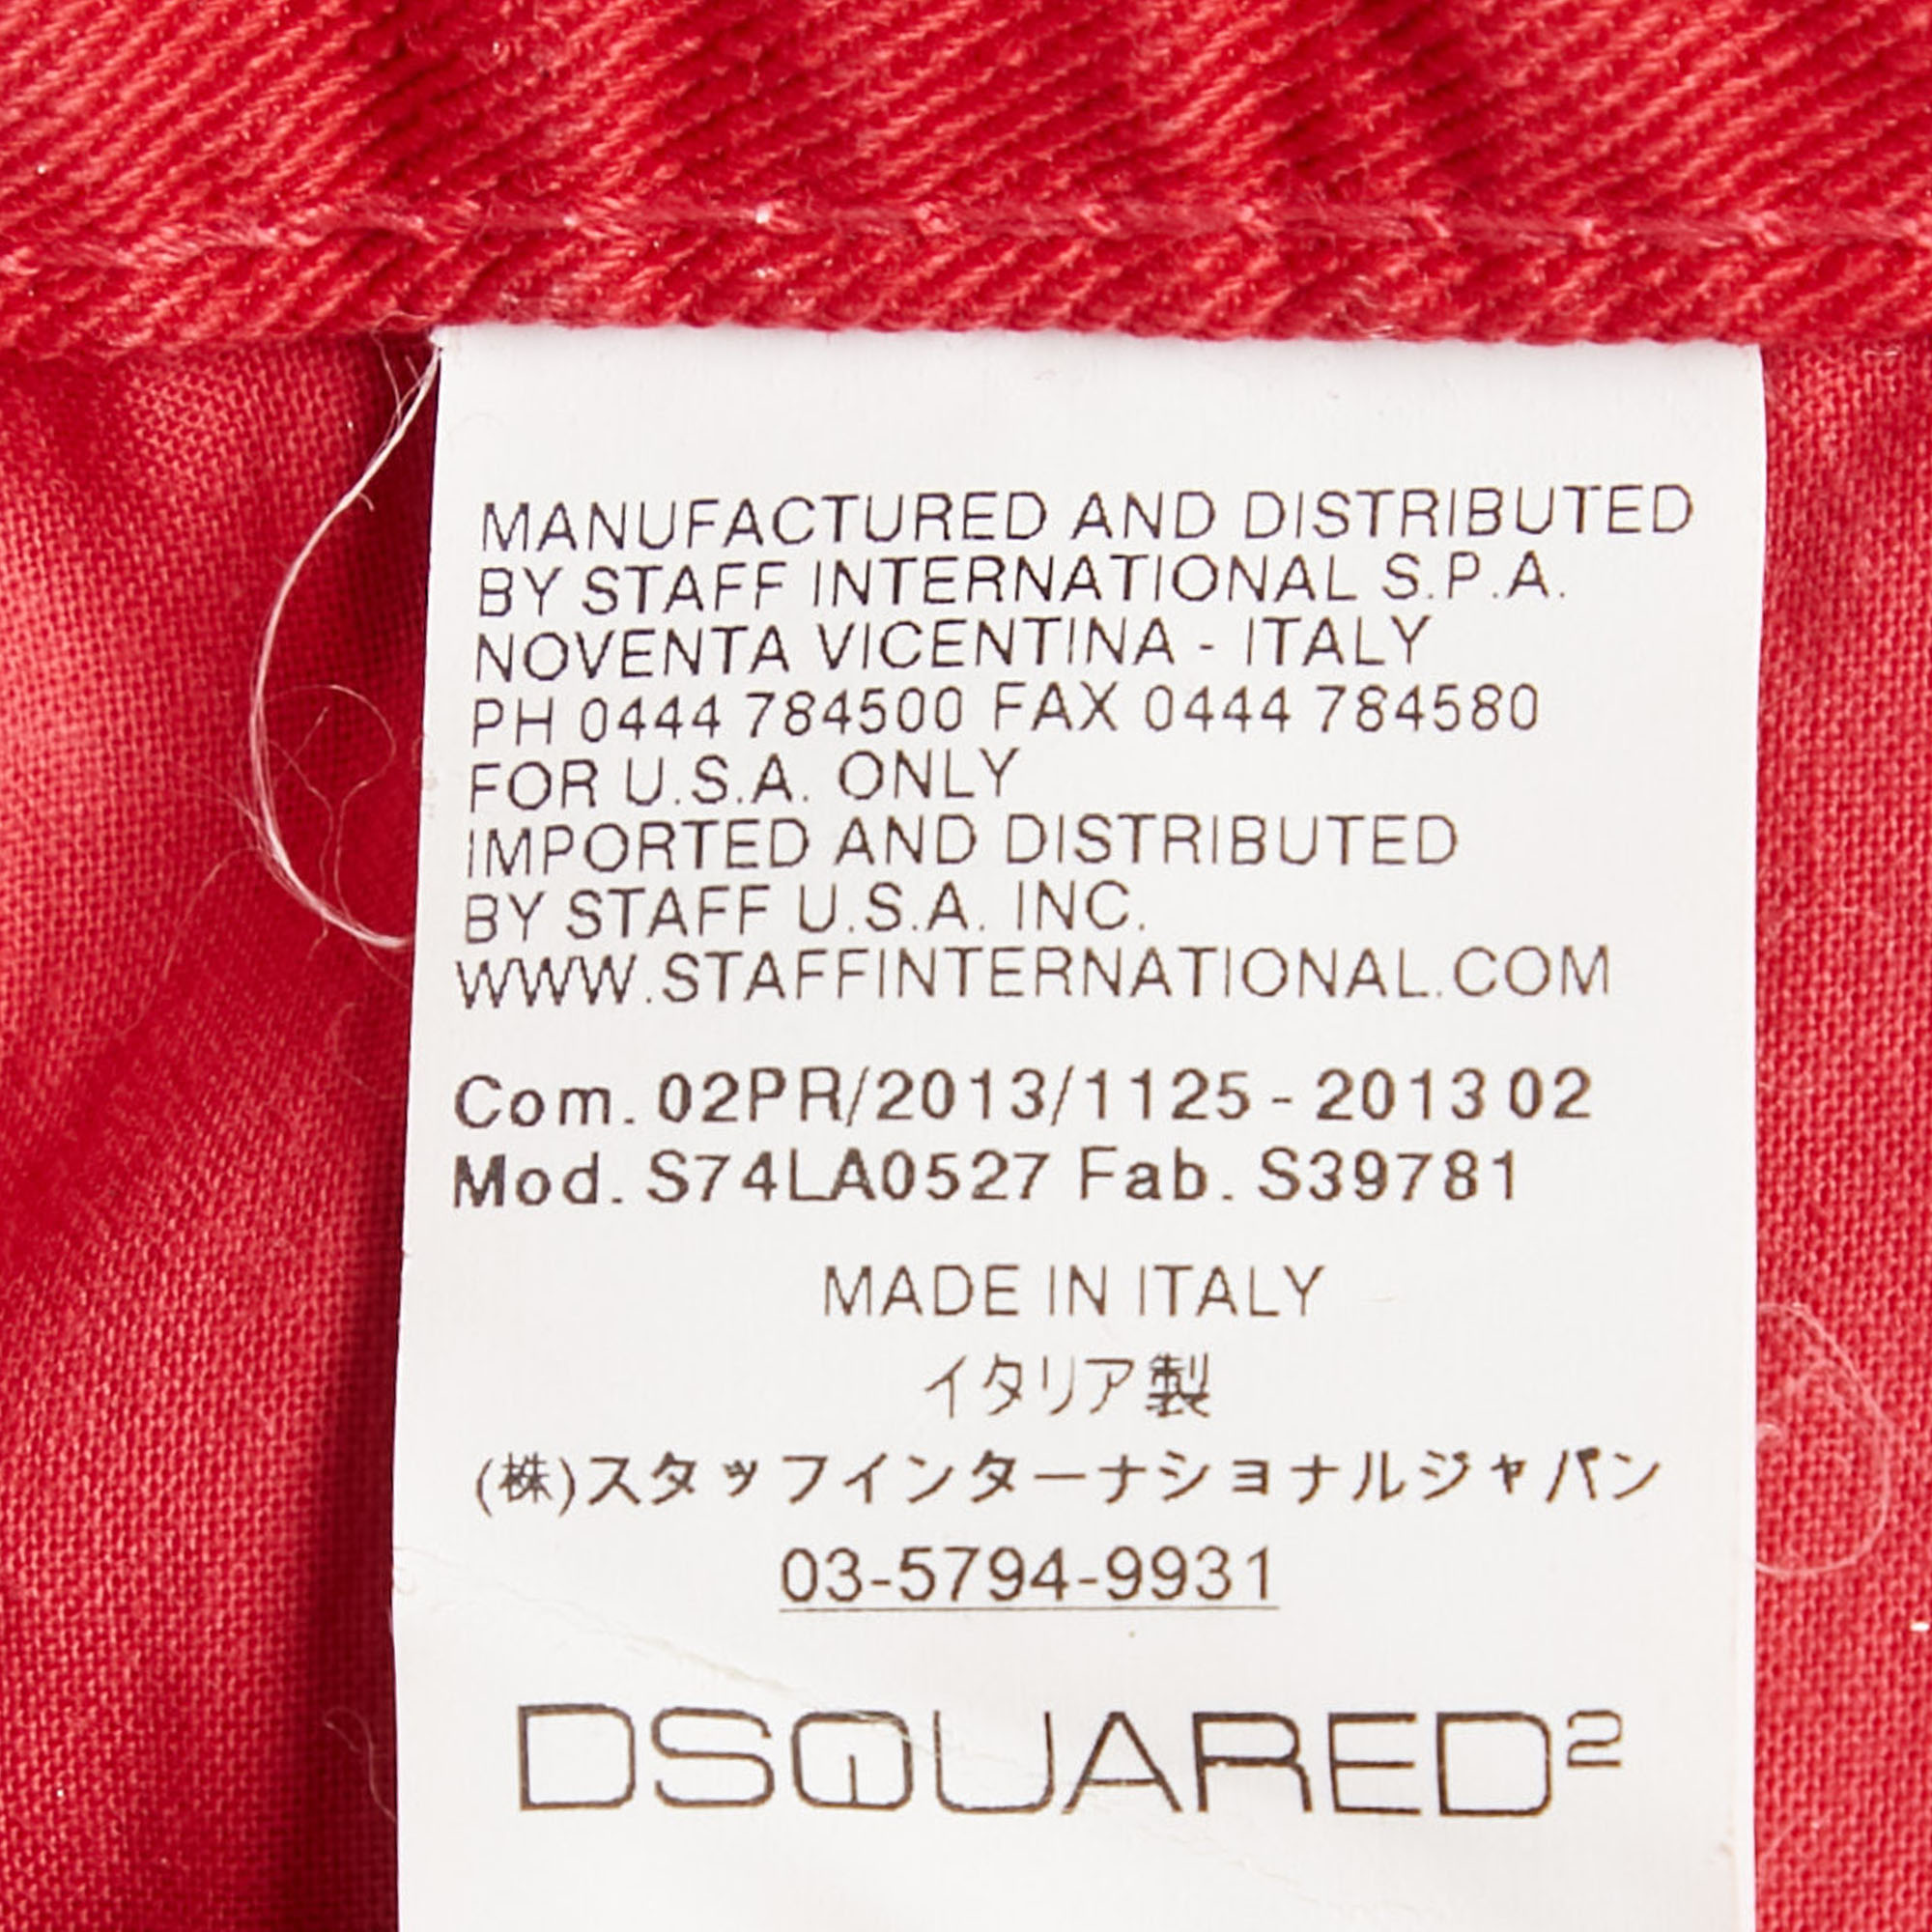 MANUFACTURED AND DISTRIBUTED
BY STAFF INTERNATIONAL S.P.A.
NOVENTA VICENTINA - ITALY
PH 0444 784500 FAX 0444 784580
FOR U.S.A. ONLY
IMPORTED AND DISTRIBUTED
BY STAFF U.S.A. INC.
WWW.STAFFINTERNATIONAL.COM
Com. 02PR/2013/1125 - 2013 02
Mod. S74LA0527 Fab. S39781
MADE IN ITALY
イタリア製
(株)スタッフインターナショナルジャパン
03-5794-9931
DSQUARED²